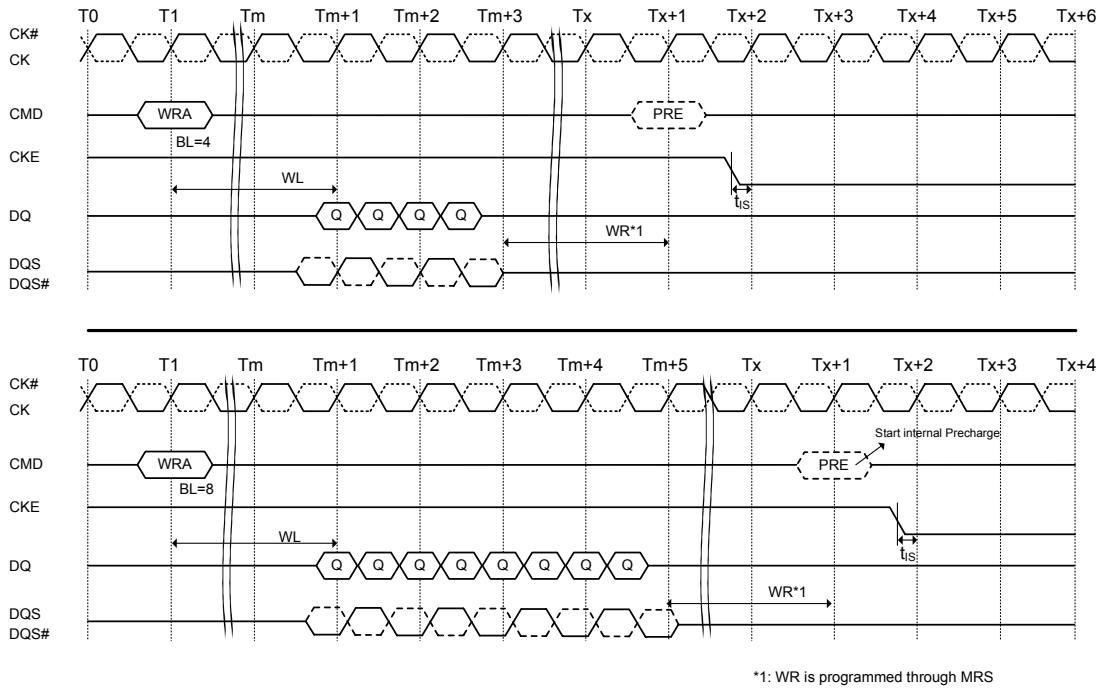 T0 T1 Tm Tm+1 Tm+2 Tm+3 Tx Tx+1 Tx+2 Tx+3 Tx+4 Tx+5 Tx+6
CK#
CK
CMD WRA PRE
BL=4
CKE
WL
tIS
DQ Q Q Q Q
WR*1
DQS
DQS#
T0 T1 Tm Tm+1 Tm+2 Tm+3 Tm+4 Tm+5 Tx Tx+1 Tx+2 Tx+3 Tx+4
CK#
CK
Start internal Precharge
CMD WRA PRE
BL=8
CKE
WL
tIS
DQ Q Q Q Q Q Q Q Q
WR*1
DQS
DQS#
*1: WR is programmed through MRS